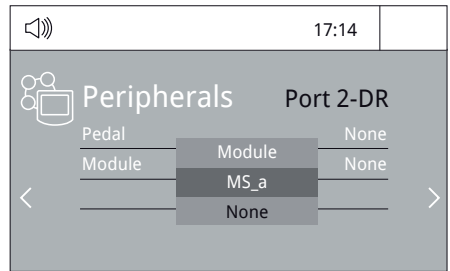 17:14
Peripherals Port 2-DR
Pedal None
Module None
Module
MS_a
None